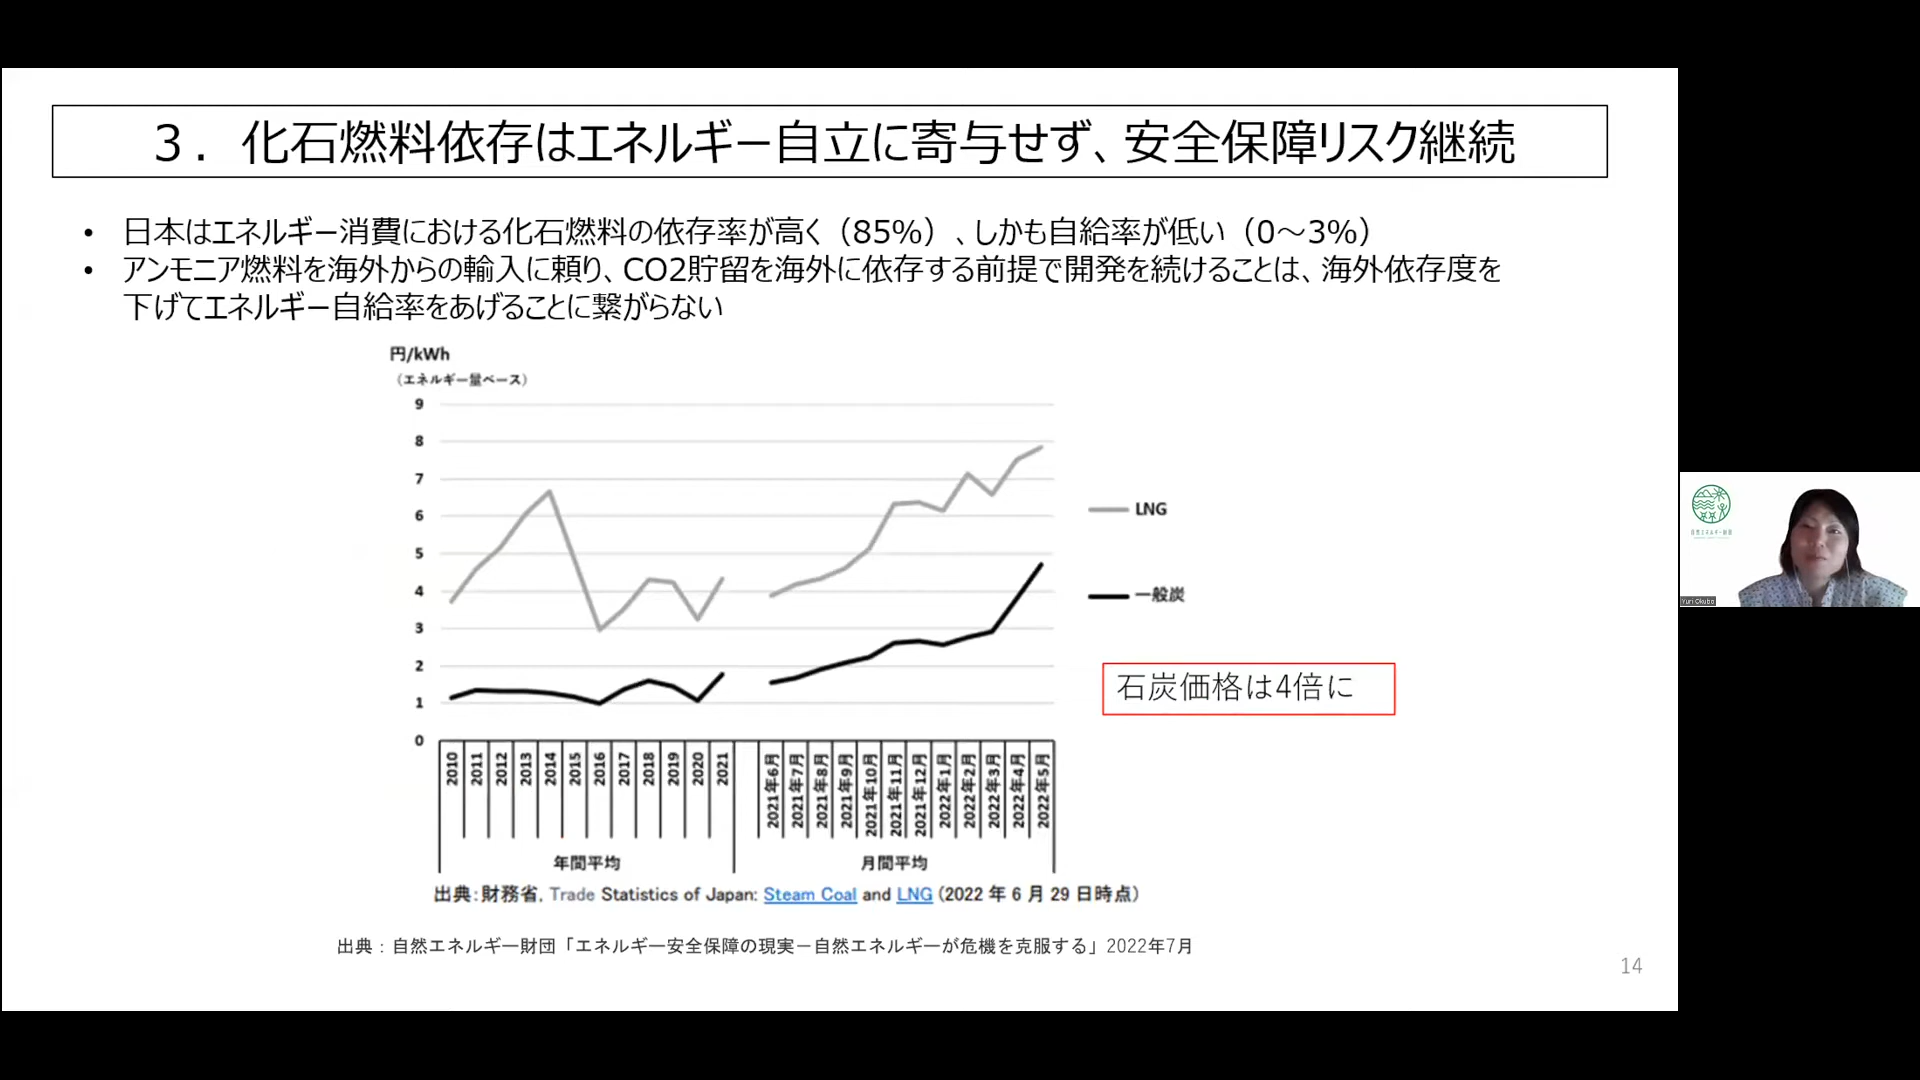 ３．化石燃料依存はエネルギー自立に寄与せず、安全保障リスク継続
• 日本はエネルギー消費における化石燃料の依存率が高く（85%）、しかも自給率が低い（0～3%）
• アンモニア燃料を海外からの輸入に頼り、CO2貯留を海外に依存する前提で開発を続けることは、海外依存度を
下げてエネルギー自給率をあげることに繋がらない
円/kWh
（エネルギー量ベース）
9
8
7
6
5
4
3
2
1
0
LNG
一般炭
石炭価格は4倍に
2010 2011 2012 2013 2014 2015 2016 2017 2018 2019 2020 2021 2021年6月 2021年7月 2021年8月 2021年9月 2021年10月 2021年11月 2021年12月 2022年1月 2022年2月 2022年3月 2022年4月 2022年5月
年間平均 月間平均
出典：財務省, Trade Statistics of Japan: Steam Coal and LNG (2022 年 6 月 29 日時点)
出典：自然エネルギー財団「エネルギー安全保障の現実－自然エネルギーが危機を克服する」2022年7月
14
自然エネルギー財団
Yuri Okubo